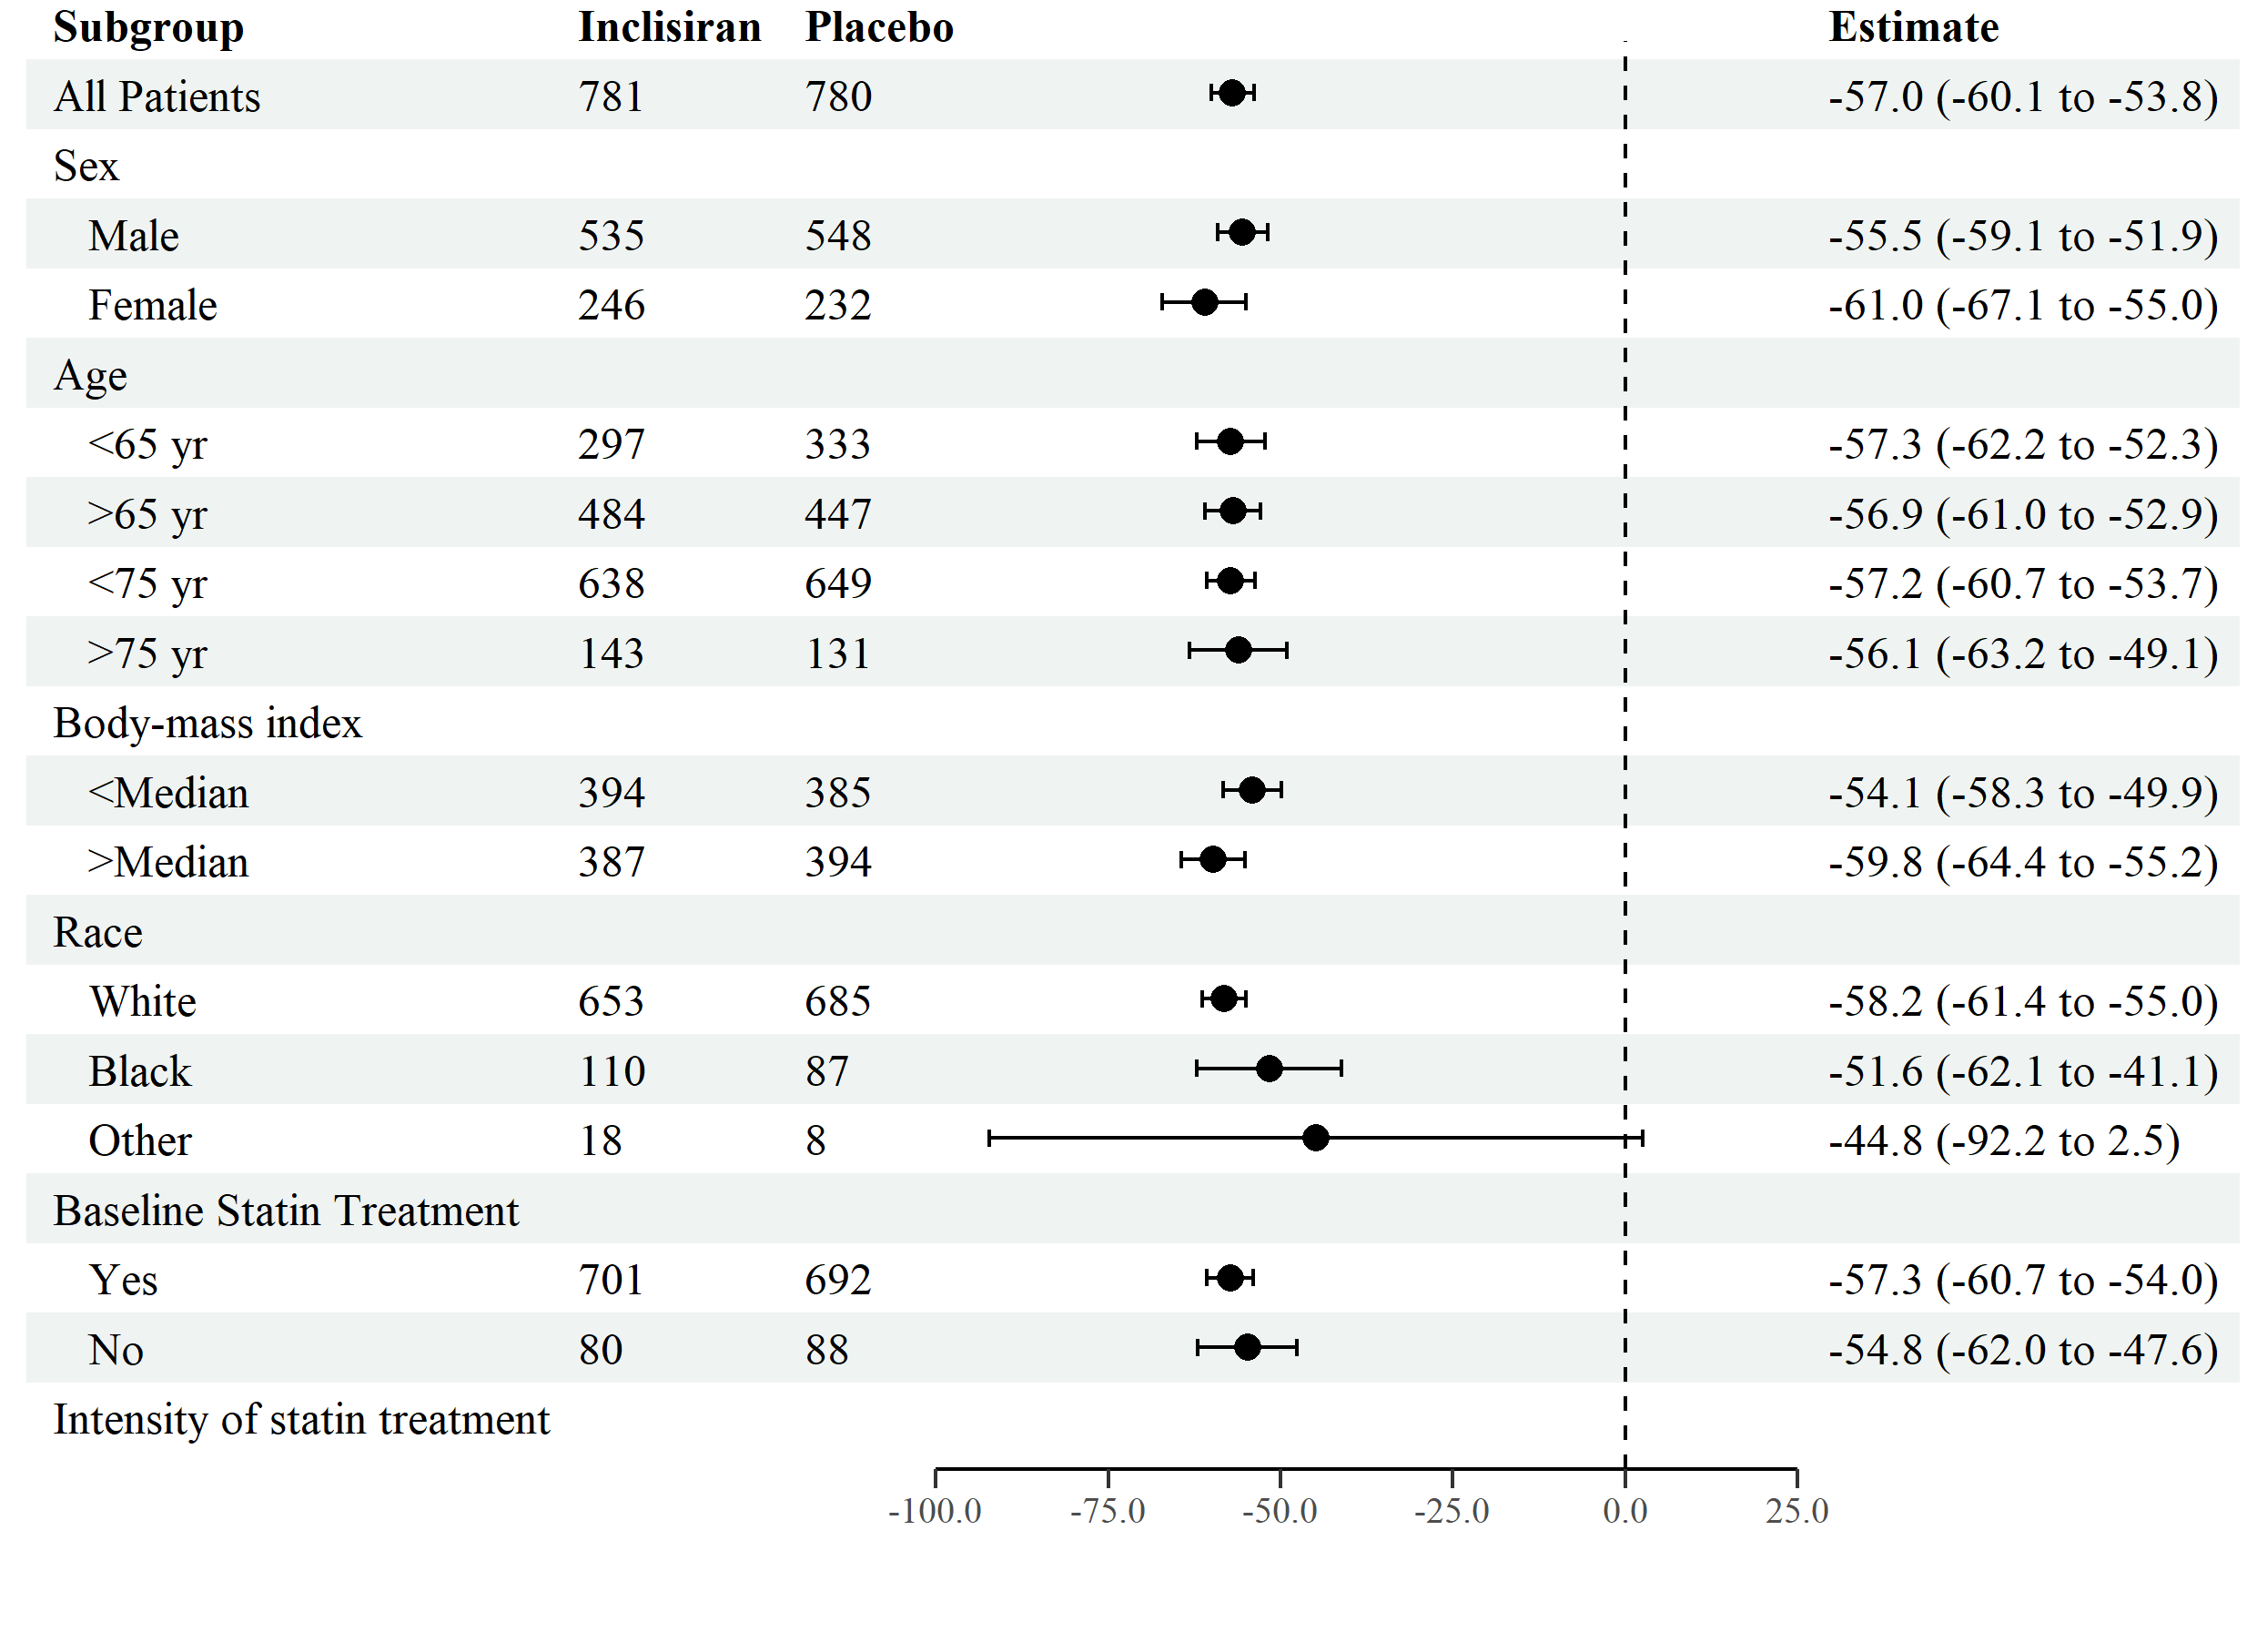 Subgroup Inclisiran Placebo Estimate
All Patients 781 780 -57.0 (-60.1 to -53.8)
Sex
Male 535 548 -55.5 (-59.1 to -51.9)
Female 246 232 -61.0 (-67.1 to -55.0)
Age
<65 yr 297 333 -57.3 (-62.2 to -52.3)
>65 yr 484 447 -56.9 (-61.0 to -52.9)
<75 yr 638 649 -57.2 (-60.7 to -53.7)
>75 yr 143 131 -56.1 (-63.2 to -49.1)
Body-mass index
<Median 394 385 -54.1 (-58.3 to -49.9)
>Median 387 394 -59.8 (-64.4 to -55.2)
Race
White 653 685 -58.2 (-61.4 to -55.0)
Black 110 87 -51.6 (-62.1 to -41.1)
Other 18 8 -44.8 (-92.2 to 2.5)
Baseline Statin Treatment
Yes 701 692 -57.3 (-60.7 to -54.0)
No 80 88 -54.8 (-62.0 to -47.6)
Intensity of statin treatment
-100.0 -75.0 -50.0 -25.0 0.0 25.0